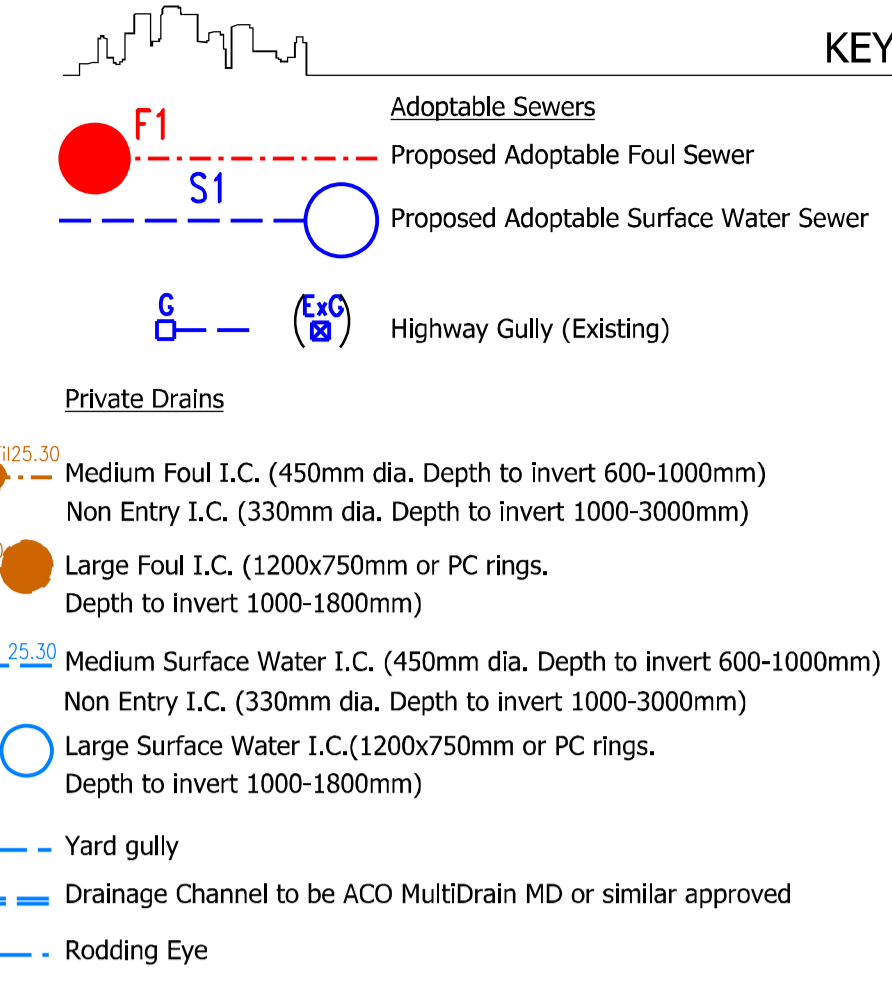 KEY
Adoptable Sewers
F1
Proposed Adoptable Foul Sewer
S1
Proposed Adoptable Surface Water Sewer
G
(ExG)
Highway Gully (Existing)
Private Drains
25.30
Medium Foul I.C. (450mm dia. Depth to invert 600-1000mm)
Non Entry I.C. (330mm dia. Depth to invert 1000-3000mm)
Large Foul I.C. (1200x750mm or PC rings.
Depth to invert 1000-1800mm)
25.30
Medium Surface Water I.C. (450mm dia. Depth to invert 600-1000mm)
Non Entry I.C. (330mm dia. Depth to invert 1000-3000mm)
Large Surface Water I.C.(1200x750mm or PC rings.
Depth to invert 1000-1800mm)
Yard gully
Drainage Channel to be ACO MultiDrain MD or similar approved
Rodding Eye